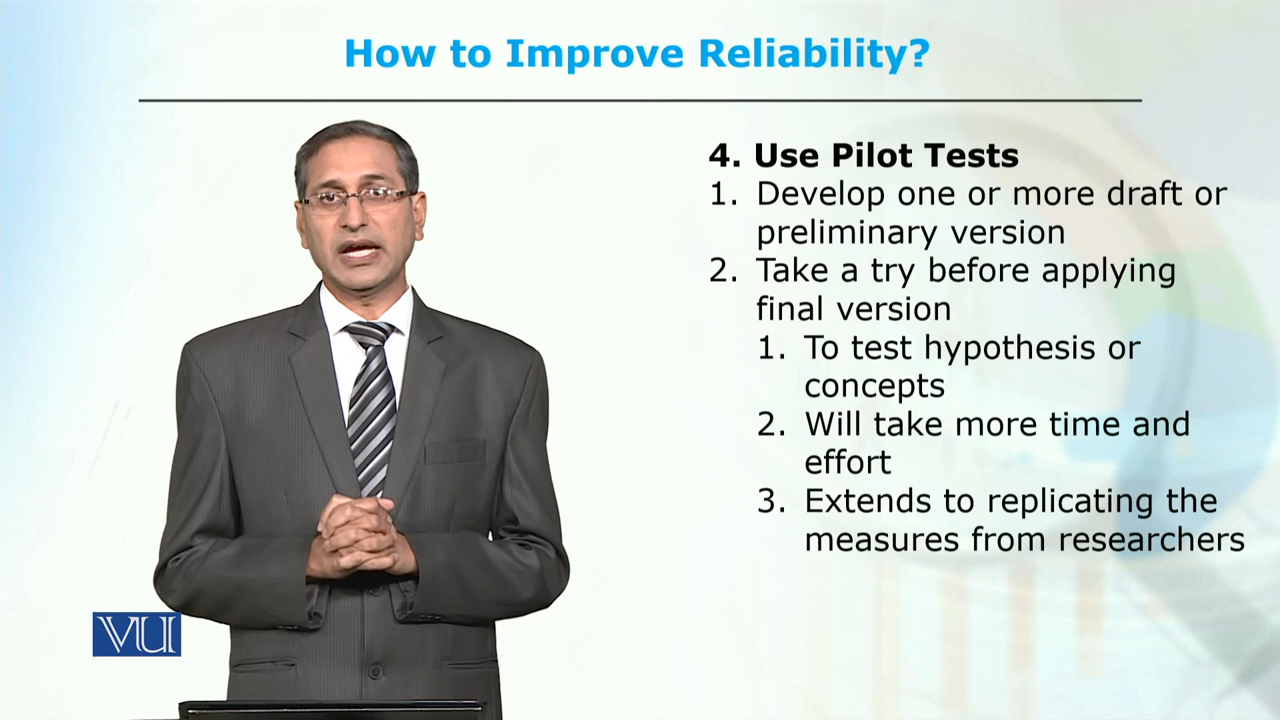 How to Improve Reliability?
4. Use Pilot Tests
1. Develop one or more draft or
preliminary version
2. Take a try before applying
final version
1. To test hypothesis or
concepts
2. Will take more time and
effort
3. Extends to replicating the
measures from researchers
VU